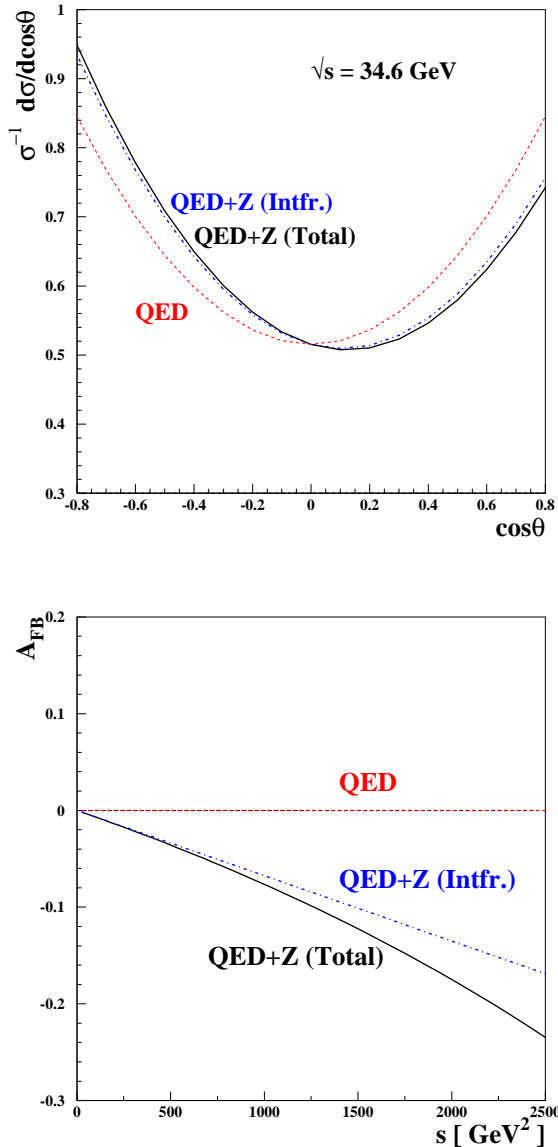 σ⁻¹ dσ/dcosθ
1
0.9
0.8
0.7
0.6
0.5
0.4
0.3
√s = 34.6 GeV
QED+Z (Intfr.)
QED+Z (Total)
QED
-0.8 -0.6 -0.4 -0.2 0 0.2 0.4 0.6 0.8
cosθ
A_FB
0.2
0.1
0
-0.1
-0.2
-0.3
QED
QED+Z (Intfr.)
QED+Z (Total)
0 500 1000 1500 2000 2500
s [ GeV² ]